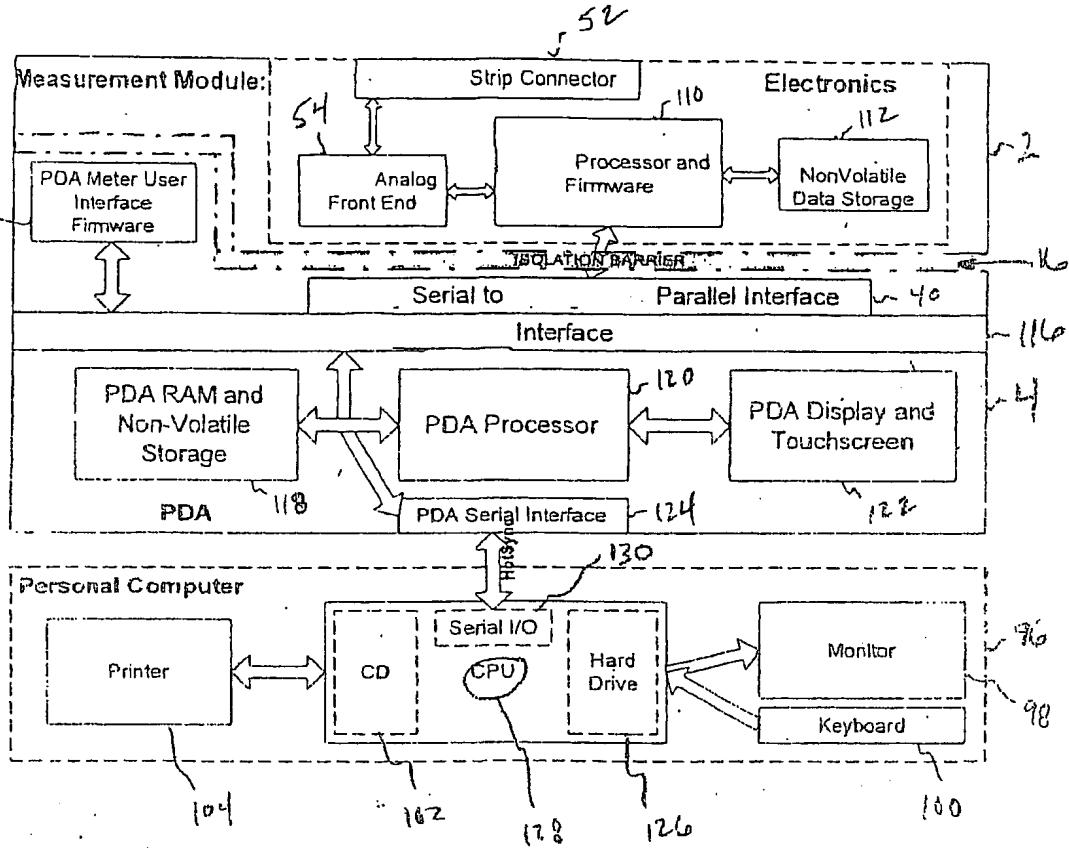 52
Strip Connector
Measurement Module:
Electronics
54
110
112
Analog
Front End
Processor and
Firmware
NonVolatile
Data Storage
2
PDA Meter User
Interface
Firmware
ISOLATION BARRIER
16
Serial to Parallel Interface
40
Interface
116
PDA RAM and
Non-Volatile
Storage
118
120
PDA Processor
PDA Display and
Touchscreen
122
4
PDA
PDA Serial Interface
124
HotSync
130
Personal Computer
Printer
104
CD
102
Serial I/O
CPU
128
Hard
Drive
126
Monitor
98
96
Keyboard
100